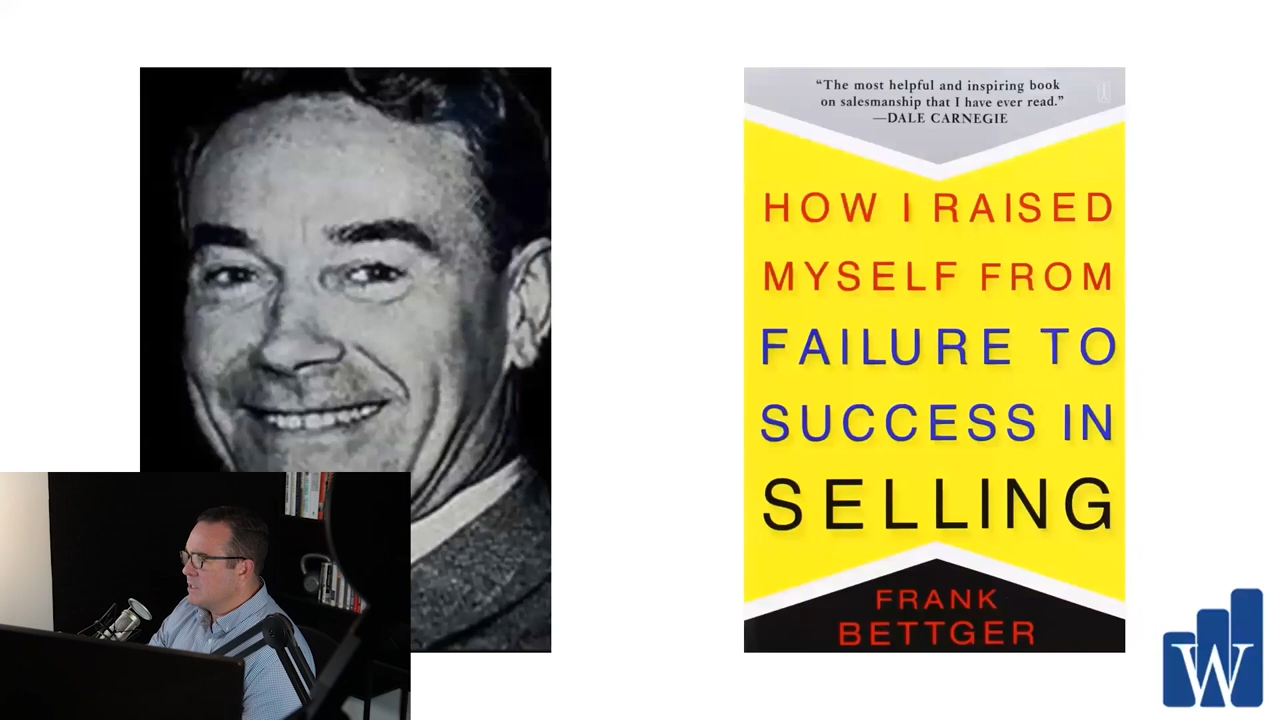 “The most helpful and inspiring book
on salesmanship that I have ever read.”
—DALE CARNEGIE
HOW I RAISED
MYSELF FROM
FAILURE TO
SUCCESS IN
SELLING
FRANK
BETTGER
W